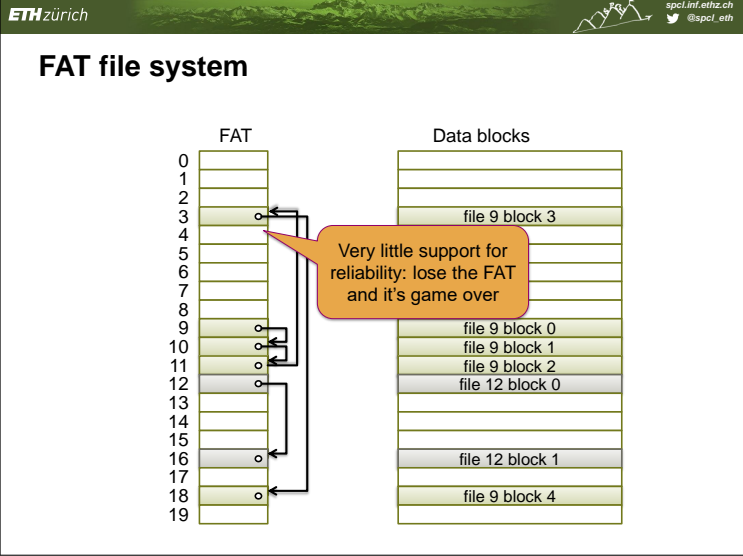 ETH zürich
spcl.inf.ethz.ch
@spcl_eth
FAT file system
FAT
Data blocks
0
1
2
3
file 9 block 3
4
5
6
7
8
Very little support for
reliability: lose the FAT
and it's game over
9
file 9 block 0
10
file 9 block 1
11
file 9 block 2
12
file 12 block 0
13
14
15
16
file 12 block 1
17
18
file 9 block 4
19